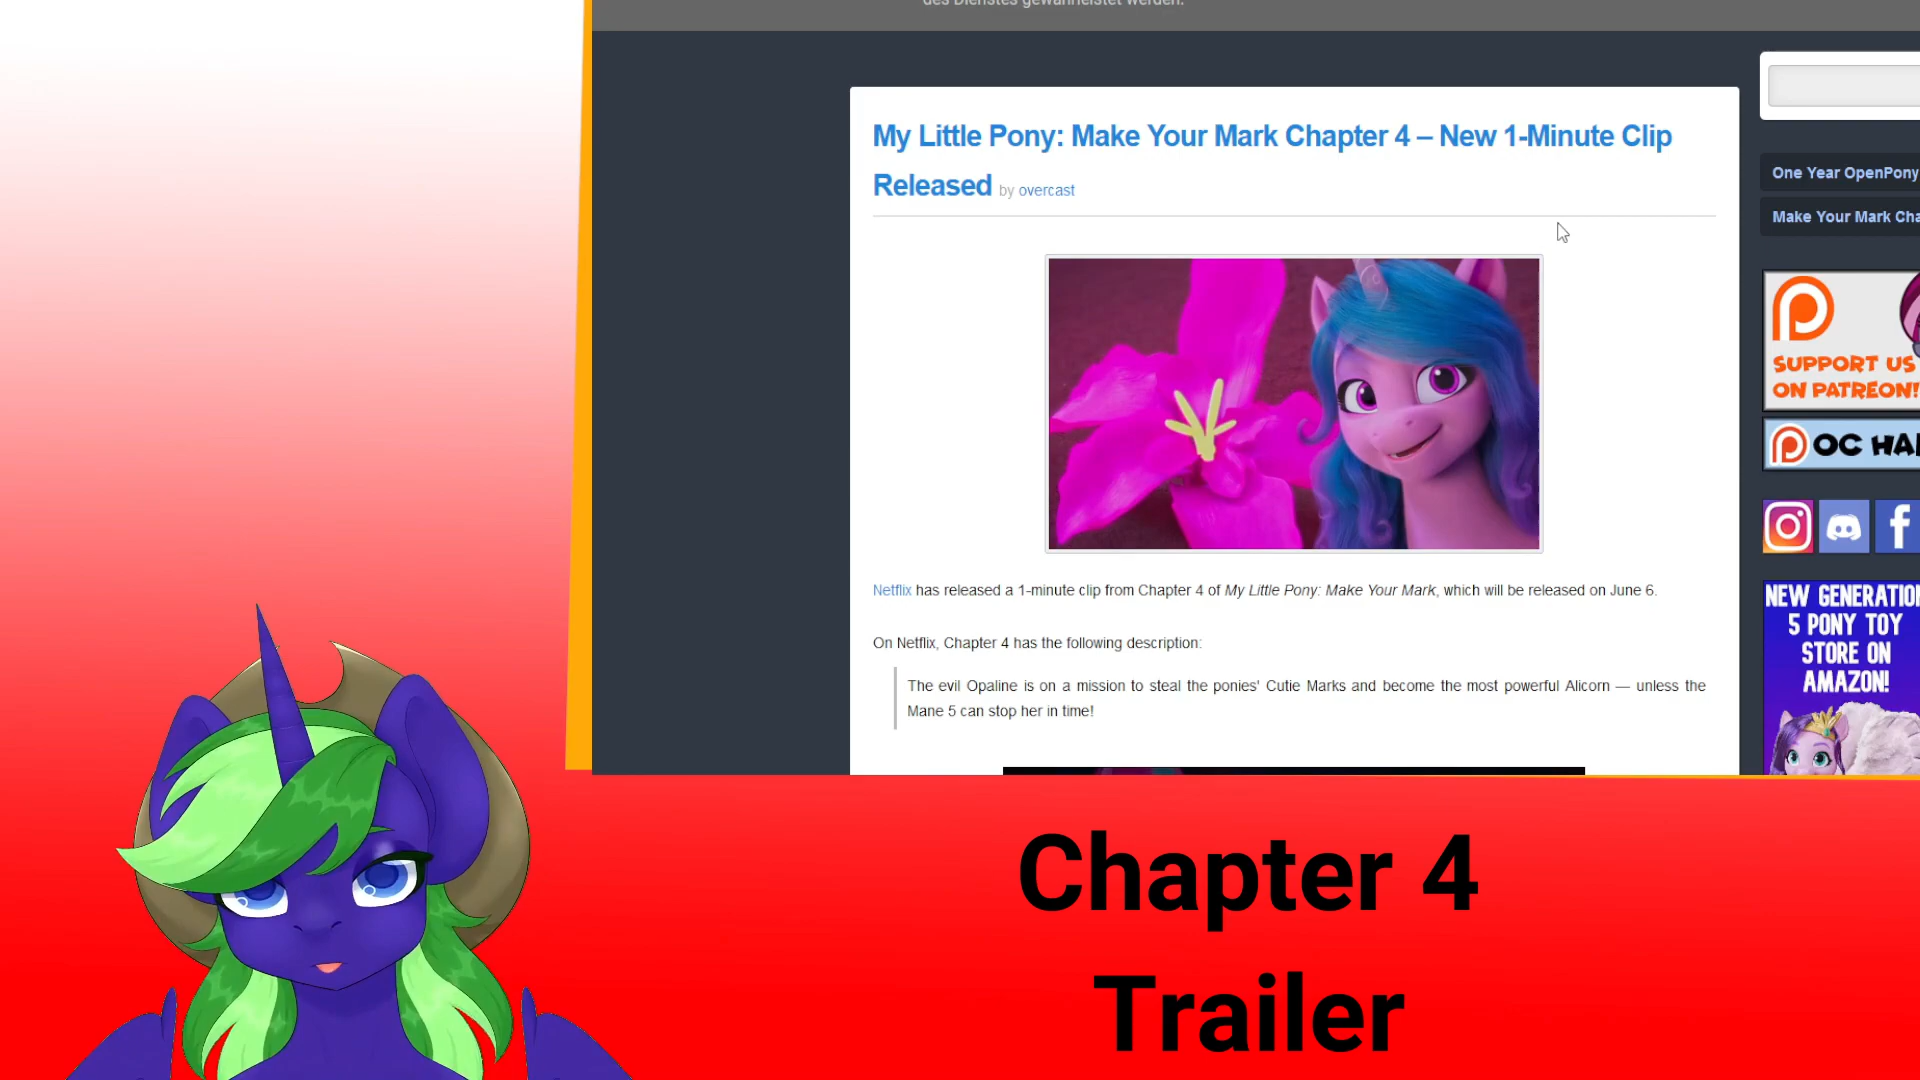 des Dienstes gewährleistet werden.
My Little Pony: Make Your Mark Chapter 4 – New 1-Minute Clip
Released by overcast
One Year OpenPony
Make Your Mark Cha
SUPPORT US
ON PATREON!
OC HA
Netflix has released a 1-minute clip from Chapter 4 of My Little Pony: Make Your Mark, which will be released on June 6.
On Netflix, Chapter 4 has the following description:
The evil Opaline is on a mission to steal the ponies' Cutie Marks and become the most powerful Alicorn — unless the
Mane 5 can stop her in time!
NEW GENERATION
5 PONY TOY
STORE ON
AMAZON!
Chapter 4
Trailer